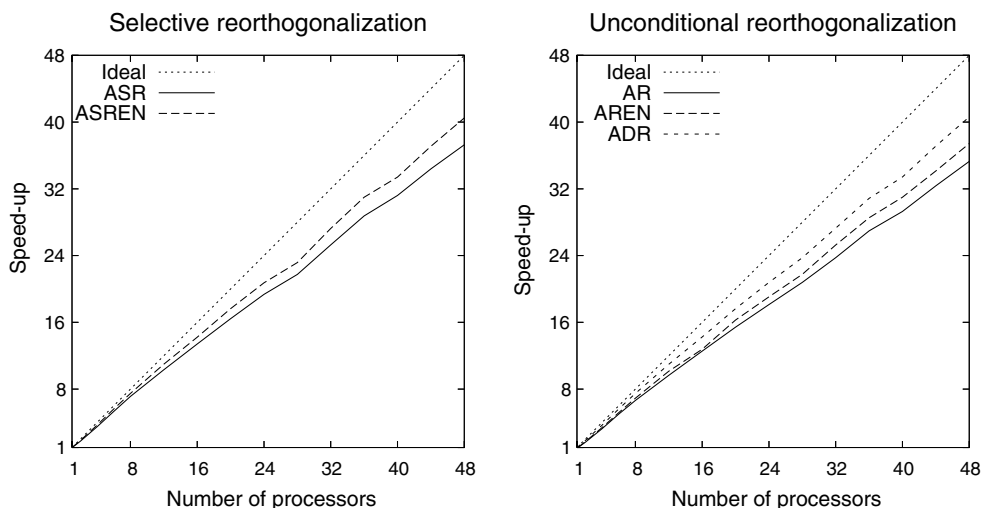 Selective reorthogonalization
48
40
32
24
16
8
1
Speed-up
Ideal
ASR
ASREN
1 8 16 24 32 40 48
Number of processors
Unconditional reorthogonalization
48
40
32
24
16
8
1
Speed-up
Ideal
AR
AREN
ADR
1 8 16 24 32 40 48
Number of processors